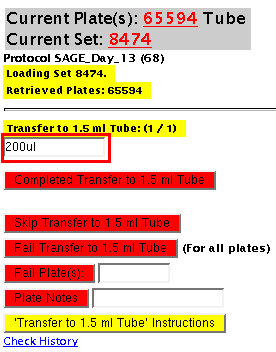 Current Plate(s): 65594 Tube
Current Set: 8474
Protocol SAGE_Day_13 (68)
Loading Set 8474.
Retrieved Plates: 65594
Transfer to 1.5 ml Tube: (1 / 1)
200ul
Completed Transfer to 1.5 ml Tube
Skip Transfer to 1.5 ml Tube
Fail Transfer to 1.5 ml Tube (For all plates)
Fail Plate(s):
Plate Notes
'Transfer to 1.5 ml Tube' Instructions
Check History